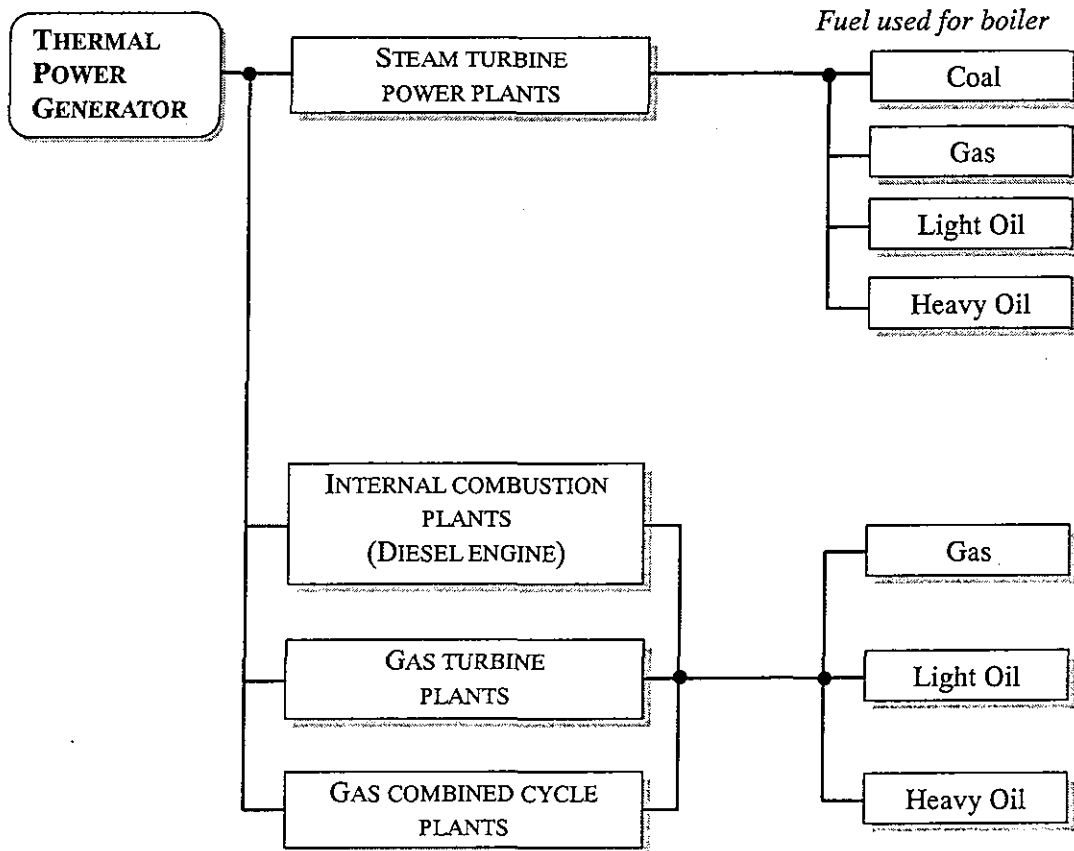 THERMAL
POWER
GENERATOR
STEAM TURBINE
POWER PLANTS
Fuel used for boiler
Coal
Gas
Light Oil
Heavy Oil
INTERNAL COMBUSTION
PLANTS
(DIESEL ENGINE)
GAS TURBINE
PLANTS
GAS COMBINED CYCLE
PLANTS
Gas
Light Oil
Heavy Oil